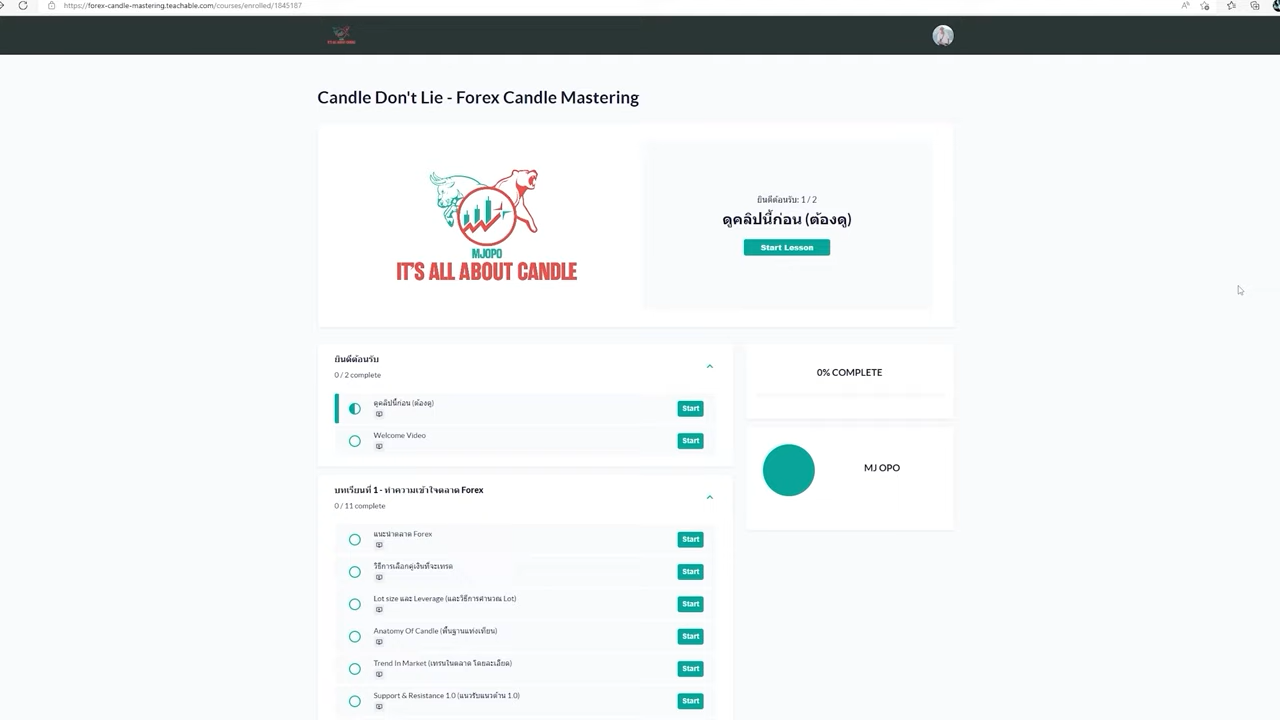 https://forex-candle-mastering.teachable.com/courses/enrolled/1845187
IT'S ALL ABOUT CANDLE
Candle Don't Lie - Forex Candle Mastering
MJOPO
IT'S ALL ABOUT CANDLE
ยินดีต้อนรับ: 1 / 2
ดูคลิปนี้ก่อน (ต้องดู)
Start Lesson
ยินดีต้อนรับ
0 / 2 complete
ดูคลิปนี้ก่อน (ต้องดู)
Start
Welcome Video
Start
0% COMPLETE
MJ OPO
บทเรียนที่ 1 - ทำความเข้าใจตลาด Forex
0 / 11 complete
แนะนำตลาด Forex
Start
วิธีการเลือกคู่เงินที่จะเทรด
Start
Lot size และ Leverage (และวิธีการคำนวณ Lot)
Start
Anatomy Of Candle (พื้นฐานแท่งเทียน)
Start
Trend In Market (เทรนในตลาด โดยละเอียด)
Start
Support & Resistance 1.0 (แนวรับแนวต้าน 1.0)
Start